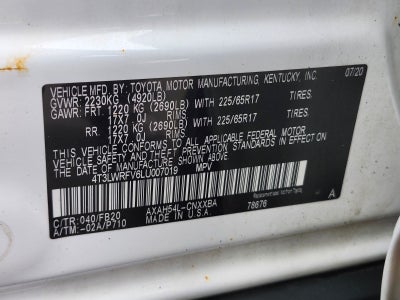 VEHICLE MFD. BY: TOYOTA MOTOR MANUFACTURING, KENTUCKY, INC. 07/20
GVWR: 2230KG (4920LB)
GAWR: FRT. 1220 KG (2690LB) WITH 225/65R17 TIRES.
17X7.0J RIMS.
RR. 1220 KG (2690LB) WITH 225/65R17 TIRES.
17X7.0J RIMS.
THIS VEHICLE CONFORMS TO ALL APPLICABLE FEDERAL MOTOR
VEHICLE SAFETY AND THEFT PREVENTION STANDARDS IN EFFECT ON
THE DATE OF MANUFACTURE SHOWN ABOVE.
4T3LWRFV6LU007019 MPV
C/TR: 040/FB20 AXAH54L-CNXXBA
A/TM: -02A/P710 MADE IN U.S.A. 78676 A